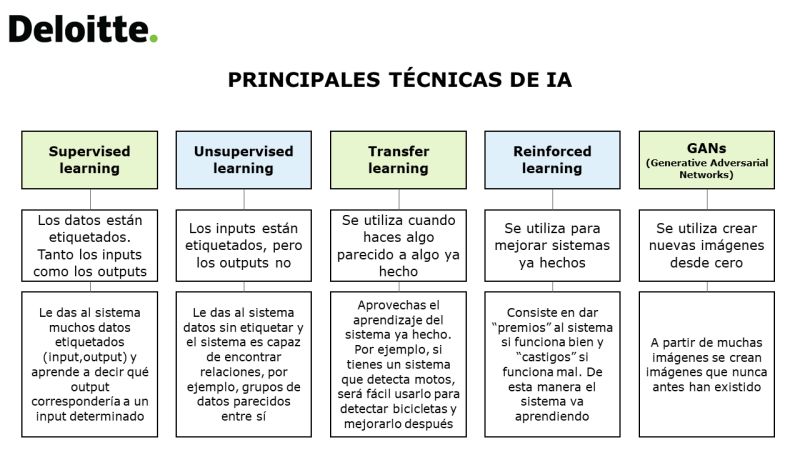 Deloitte.
PRINCIPALES TÉCNICAS DE IA
Supervised
learning
Los datos están
etiquetados.
Tanto los inputs
como los outputs
Le das al sistema
muchos datos
etiquetados
(input,output) y
aprende a decir qué
output
correspondería a un
input determinado
Unsupervised
learning
Los inputs están
etiquetados, pero
los outputs no
Le das al sistema
datos sin etiquetar y
el sistema es capaz
de encontrar
relaciones, por
ejemplo, grupos de
datos parecidos
entre sí
Transfer
learning
Se utiliza cuando
haces algo
parecido a algo ya
hecho
Aprovechas el
aprendizaje del
sistema ya hecho.
Por ejemplo, si
tienes un sistema
que detecta motos,
será fácil usarlo para
detectar bicicletas y
mejorarlo después
Reinforced
learning
Se utiliza para
mejorar sistemas
ya hechos
Consiste en dar
“premios” al sistema
si funciona bien y
“castigos” si
funciona mal. De
esta manera el
sistema va
aprendiendo
GANs
(Generative Adversarial
Networks)
Se utiliza crear
nuevas imágenes
desde cero
A partir de muchas
imágenes se crean
imágenes que nunca
antes han existido